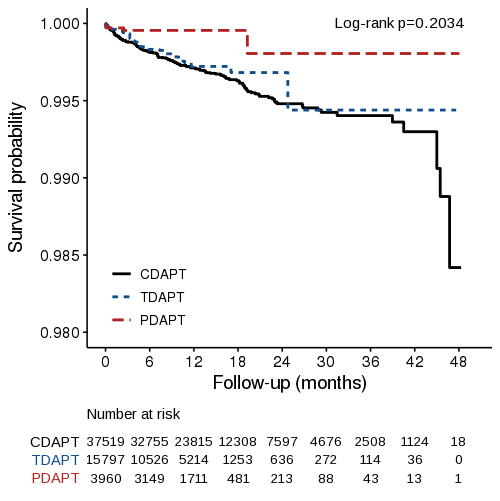 Log-rank p=0.2034
1.000
0.995
0.990
0.985
0.980
Survival probability
CDAPT
TDAPT
PDAPT
0 6 12 18 24 30 36 42 48
Follow-up (months)
Number at risk
CDAPT 37519 32755 23815 12308 7597 4676 2508 1124 18
TDAPT 15797 10526 5214 1253 636 272 114 36 0
PDAPT 3960 3149 1711 481 213 88 43 13 1